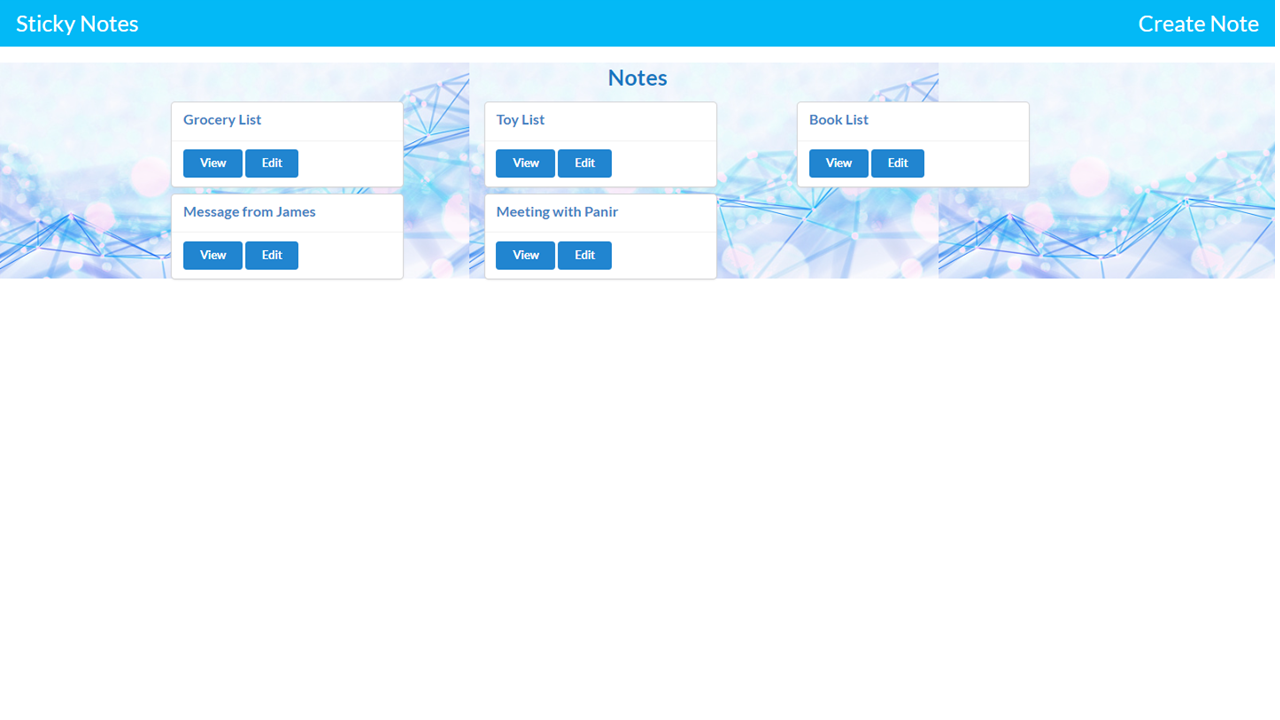 Sticky Notes Create Note
Notes
Grocery List Toy List Book List
View Edit View Edit View Edit
Message from James Meeting with Panir
View Edit View Edit